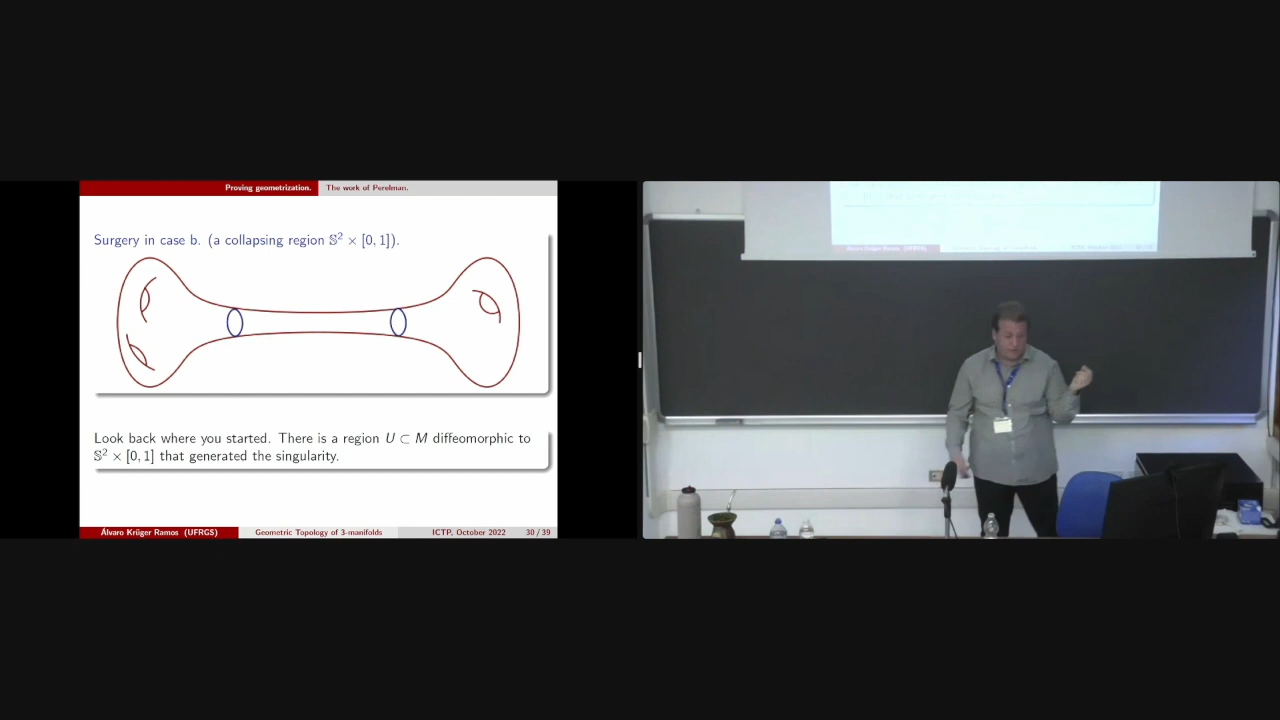 Proving geometrization. The work of Perelman.
Surgery in case b. (a collapsing region 𝕊² × [0, 1]).
Look back where you started. There is a region U ⊂ M diffeomorphic to
𝕊² × [0, 1] that generated the singularity.
Álvaro Krüger Ramos (UFRGS) Geometric Topology of 3-manifolds ICTP, October 2022 30 / 39